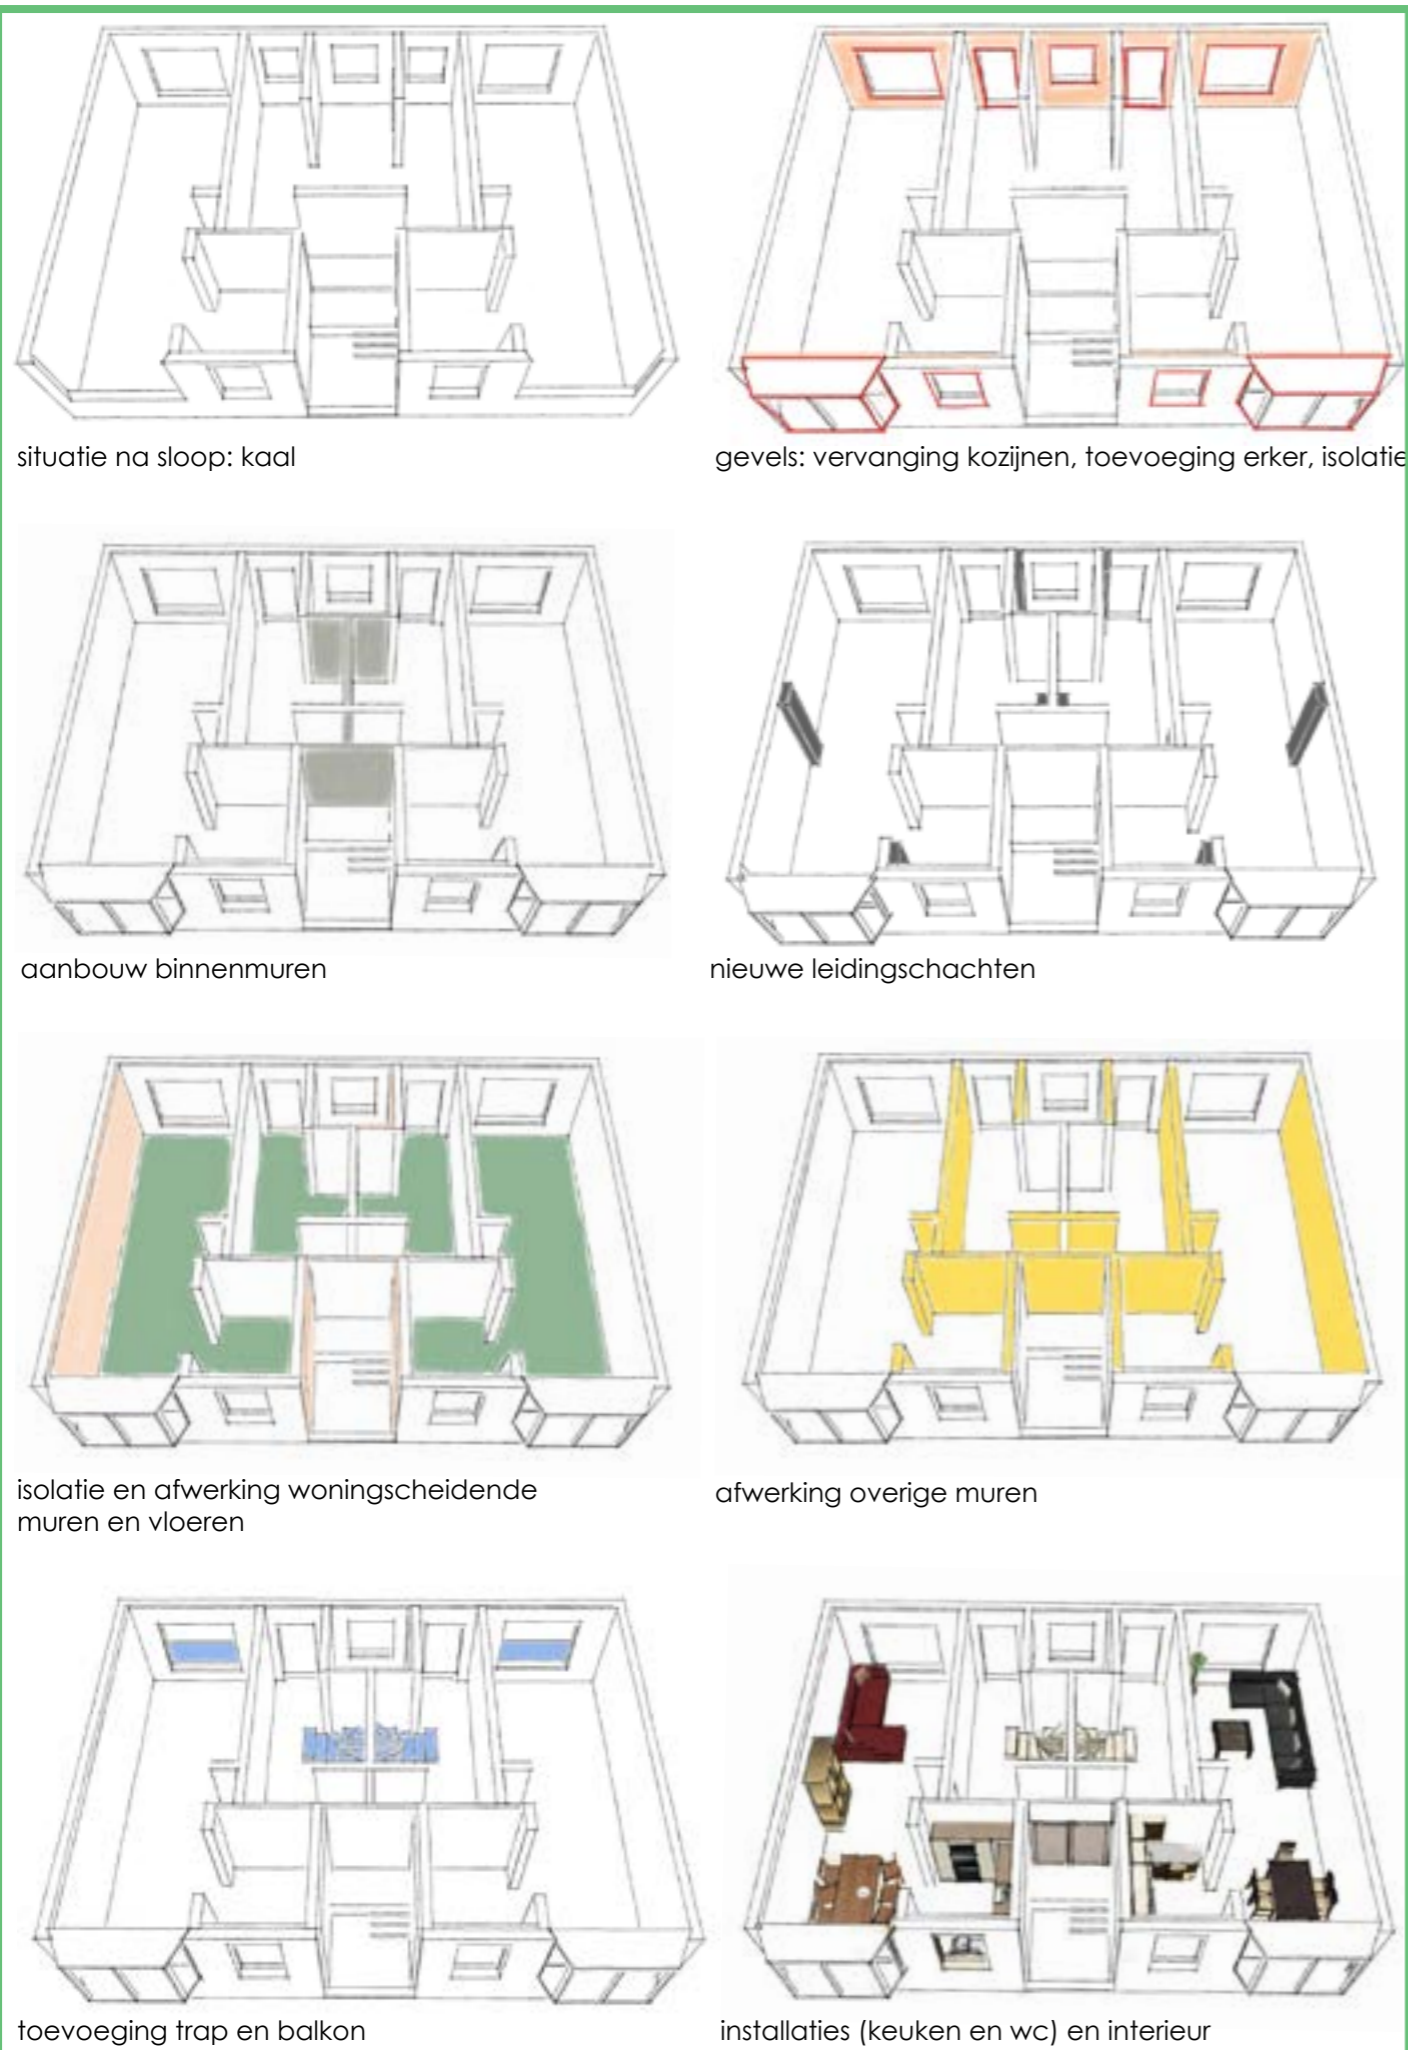 situatie na sloop: kaal
gevels: vervanging kozijnen, toevoeging erker, isolatie
aanbouw binnenmuren
nieuwe leidingschachten
isolatie en afwerking woningscheidende
muren en vloeren
afwerking overige muren
toevoeging trap en balkon
installaties (keuken en wc) en interieur